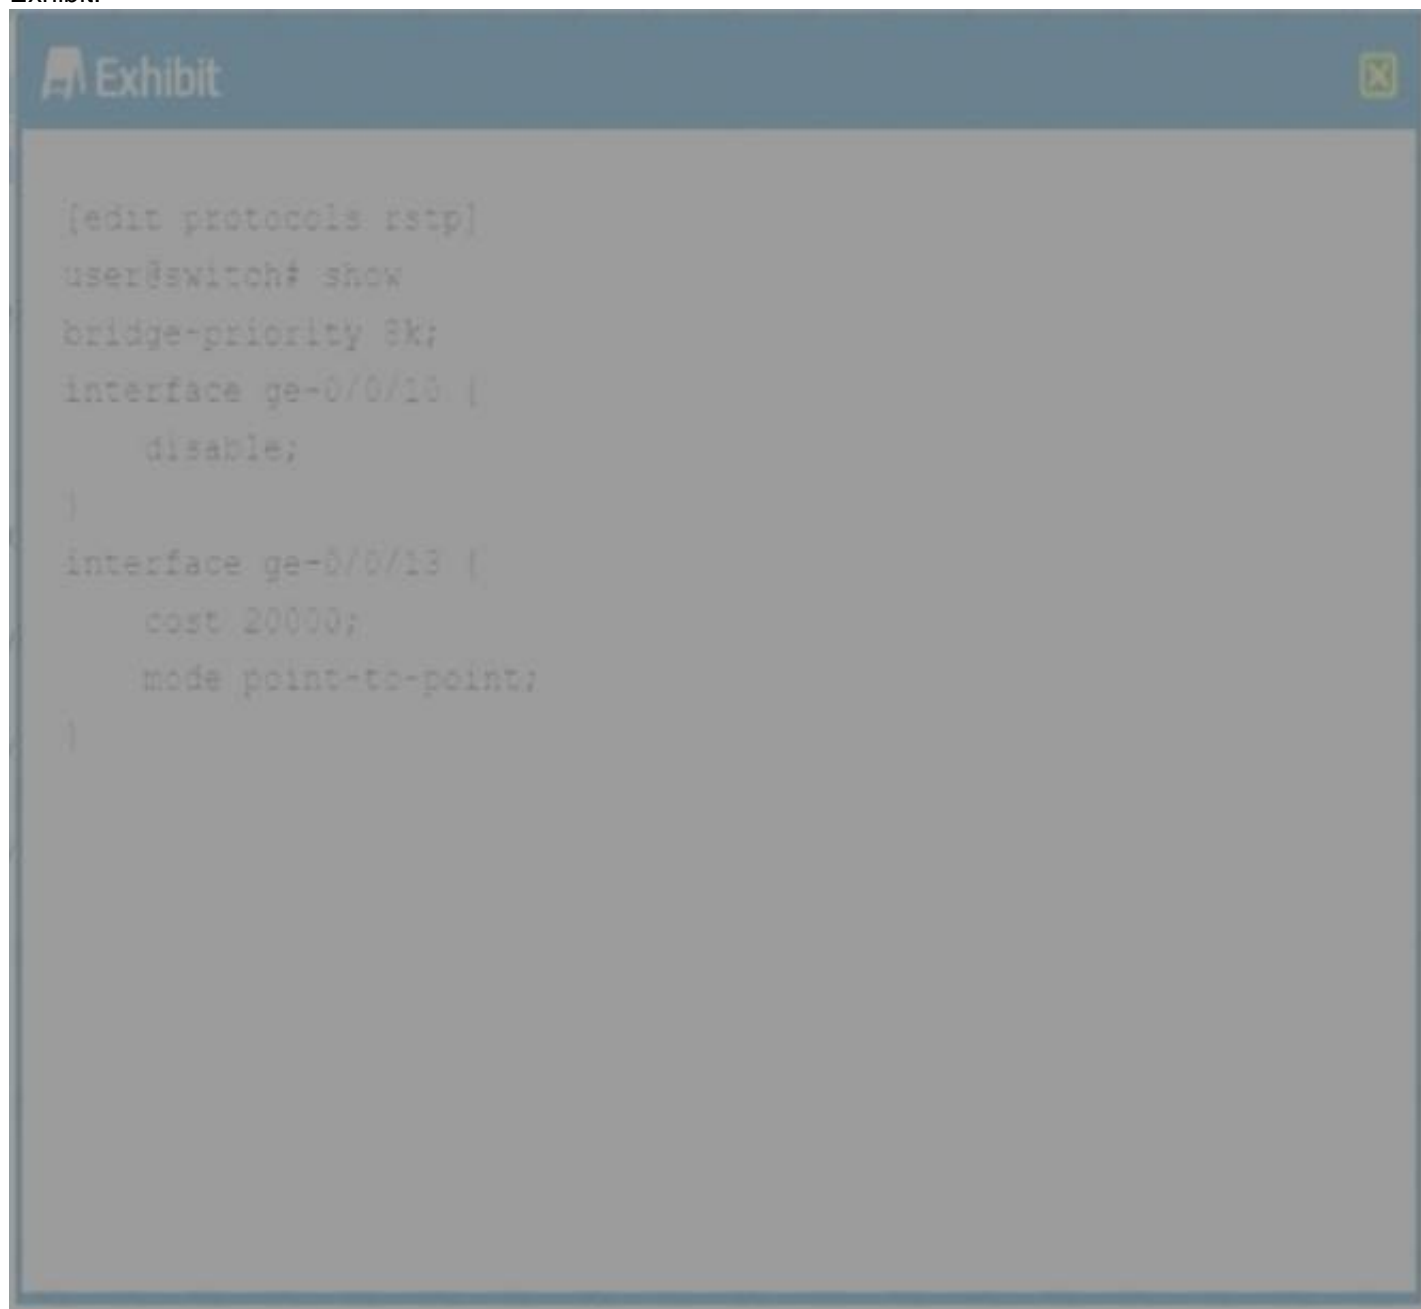 Exhibit
[edit protocols rstp]
user@switch# show
bridge-priority 8k;
interface ge-0/0/10 {
disable;
}
interface ge-0/0/13 {
cost 20000;
mode point-to-point;
}